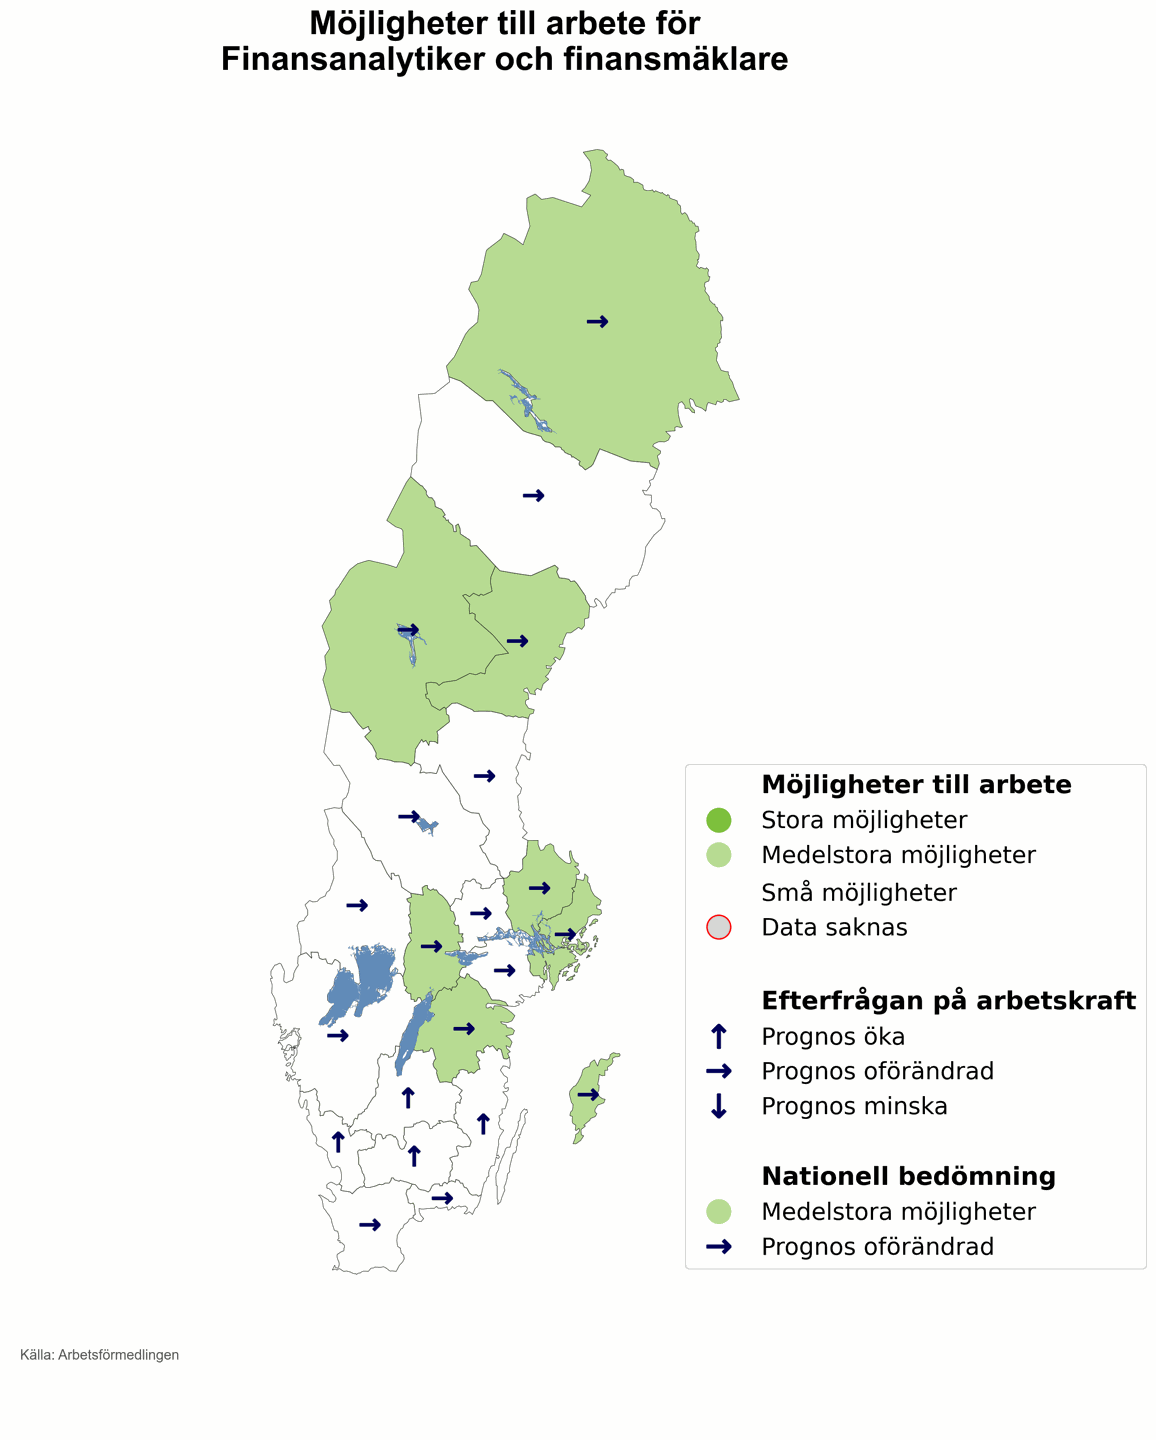 Möjligheter till arbete för
Finansanalytiker och finansmäklare
Möjligheter till arbete
Stora möjligheter
Medelstora möjligheter
Små möjligheter
Data saknas
Efterfrågan på arbetskraft
Prognos öka
Prognos oförändrad
Prognos minska
Nationell bedömning
Medelstora möjligheter
Prognos oförändrad
Källa: Arbetsförmedlingen